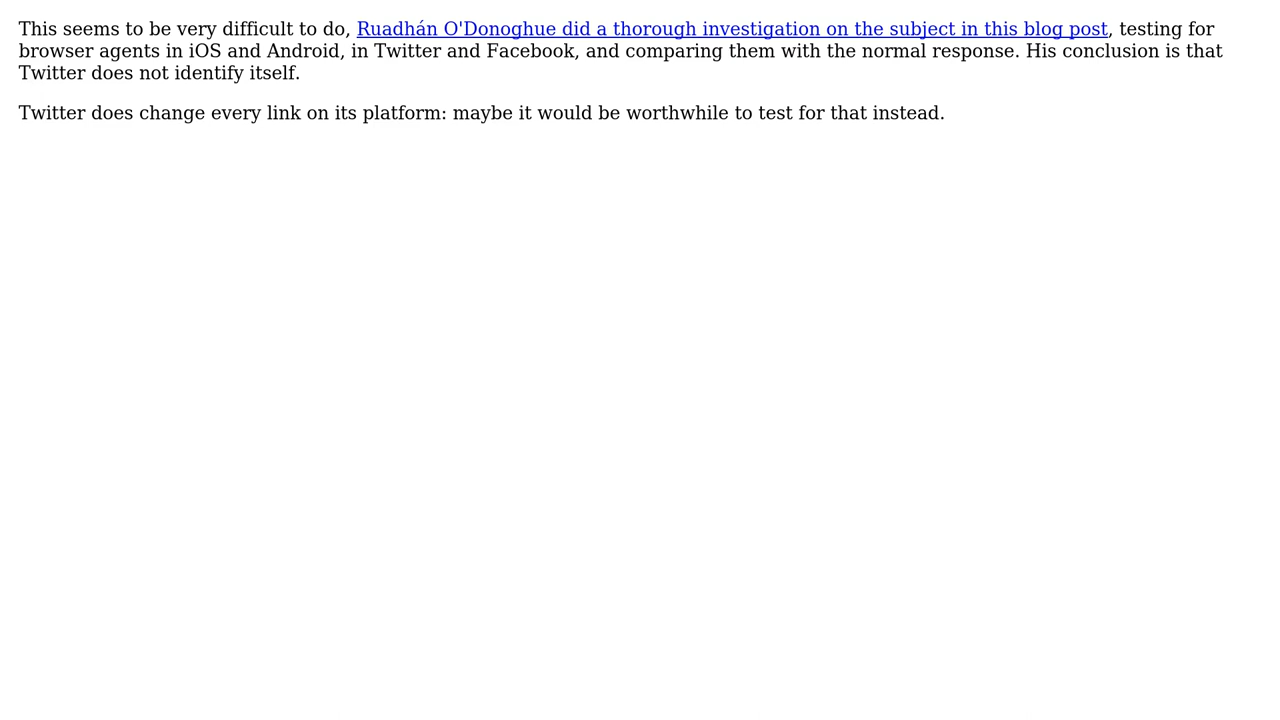 This seems to be very difficult to do, Ruadhán O'Donoghue did a thorough investigation on the subject in this blog post, testing for
browser agents in iOS and Android, in Twitter and Facebook, and comparing them with the normal response. His conclusion is that
Twitter does not identify itself.
Twitter does change every link on its platform: maybe it would be worthwhile to test for that instead.